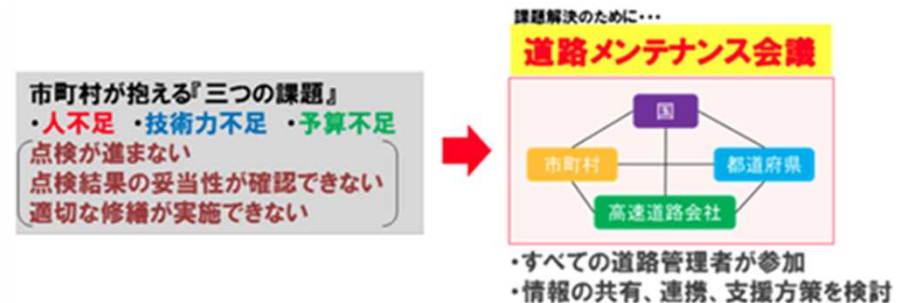 市町村が抱える『三つの課題』
・人不足 ・技術力不足 ・予算不足
点検が進まない
点検結果の妥当性が確認できない
適切な修繕が実施できない
課題解決のために・・・
道路メンテナンス会議
国
市町村
都道府県
高速道路会社
・すべての道路管理者が参加
・情報の共有、連携、支援方策を検討